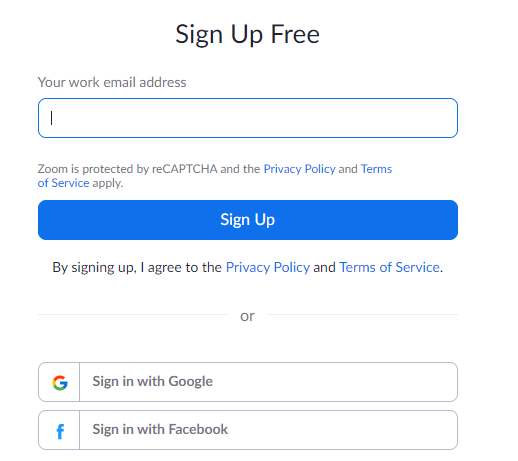 Sign Up Free
Your work email address
Zoom is protected by reCAPTCHA and the Privacy Policy and Terms
of Service apply.
Sign Up
By signing up, I agree to the Privacy Policy and Terms of Service.
or
Sign in with Google
Sign in with Facebook